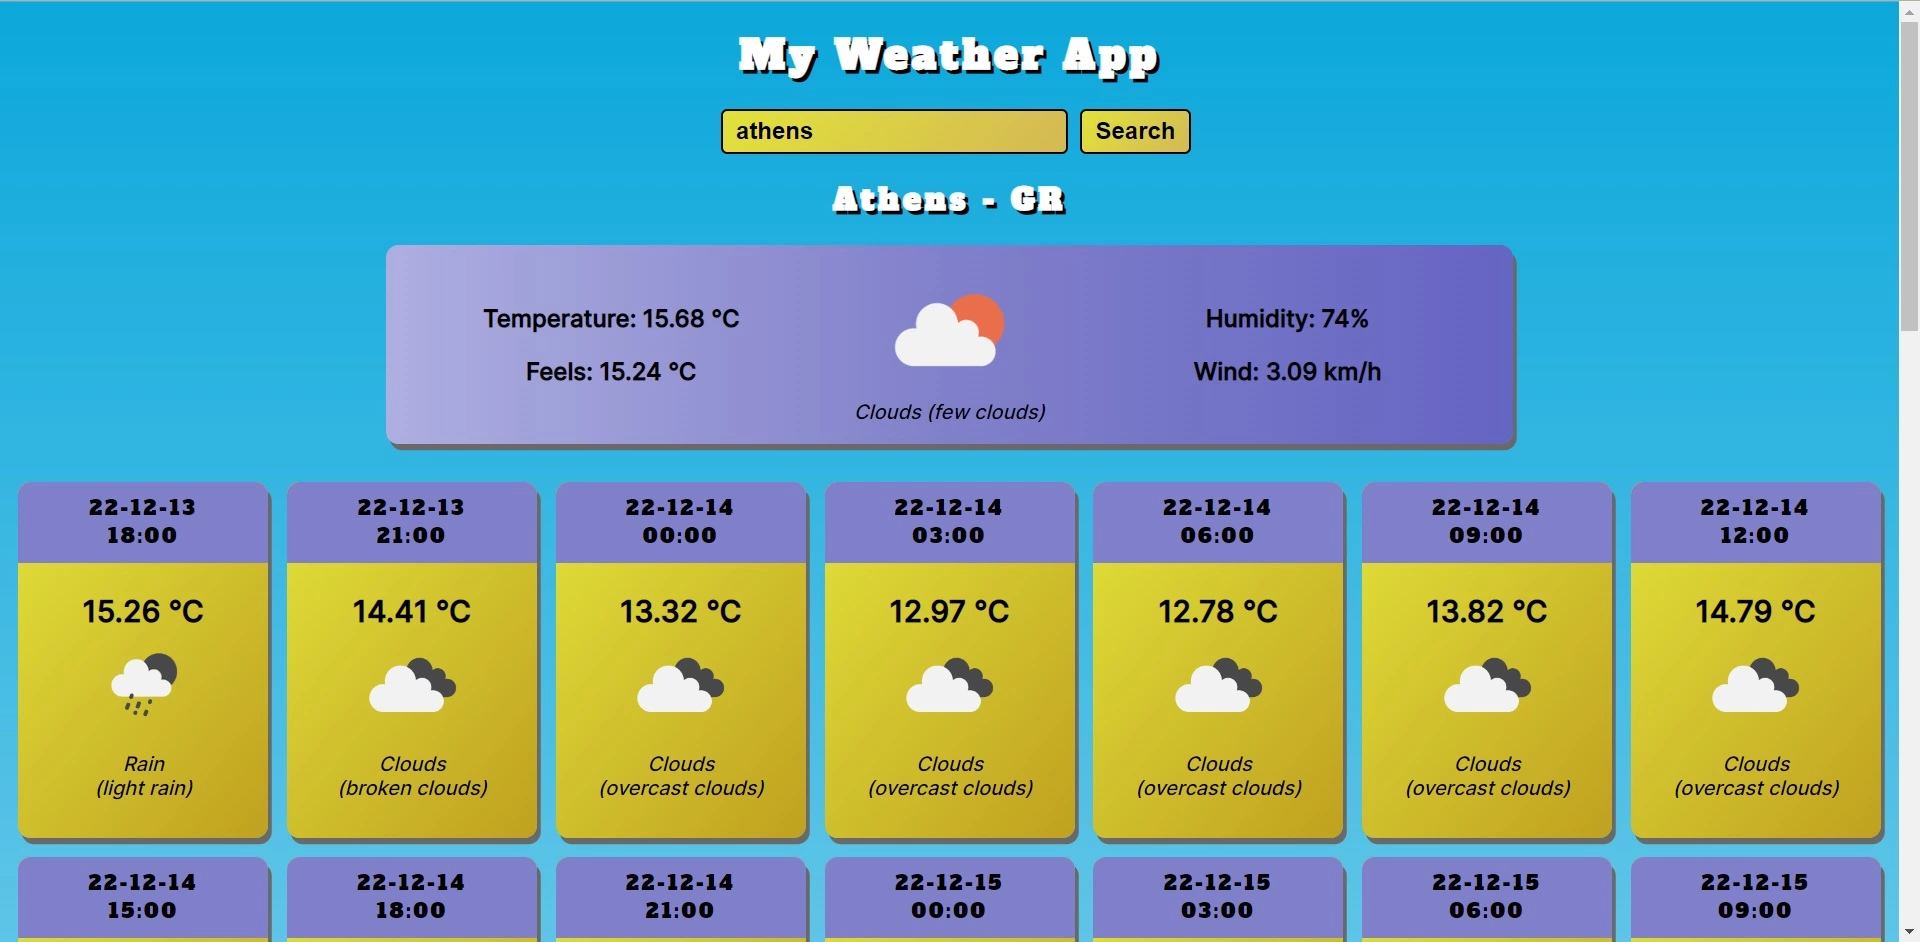 My Weather App
athens
Search
Athens - GR
Temperature: 15.68 °C
Feels: 15.24 °C
Clouds (few clouds)
Humidity: 74%
Wind: 3.09 km/h
22-12-13
18:00
15.26 °C
Rain
(light rain)
22-12-13
21:00
14.41 °C
Clouds
(broken clouds)
22-12-14
00:00
13.32 °C
Clouds
(overcast clouds)
22-12-14
03:00
12.97 °C
Clouds
(overcast clouds)
22-12-14
06:00
12.78 °C
Clouds
(overcast clouds)
22-12-14
09:00
13.82 °C
Clouds
(overcast clouds)
22-12-14
12:00
14.79 °C
Clouds
(overcast clouds)
22-12-14
15:00
22-12-14
18:00
22-12-14
21:00
22-12-15
00:00
22-12-15
03:00
22-12-15
06:00
22-12-15
09:00